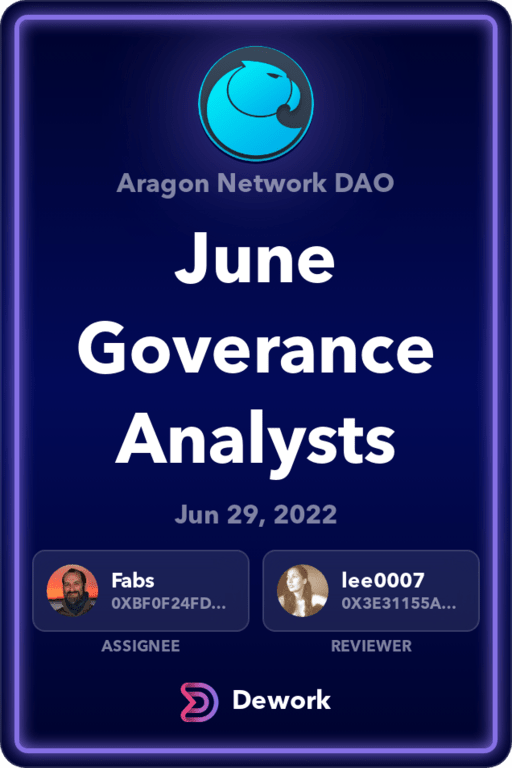 Aragon Network DAO
June
Goverance
Analysts
Jun 29, 2022
Fabs
0XBF0F24FD...
ASSIGNEE
lee0007
0X3E31155A...
REVIEWER
Dework